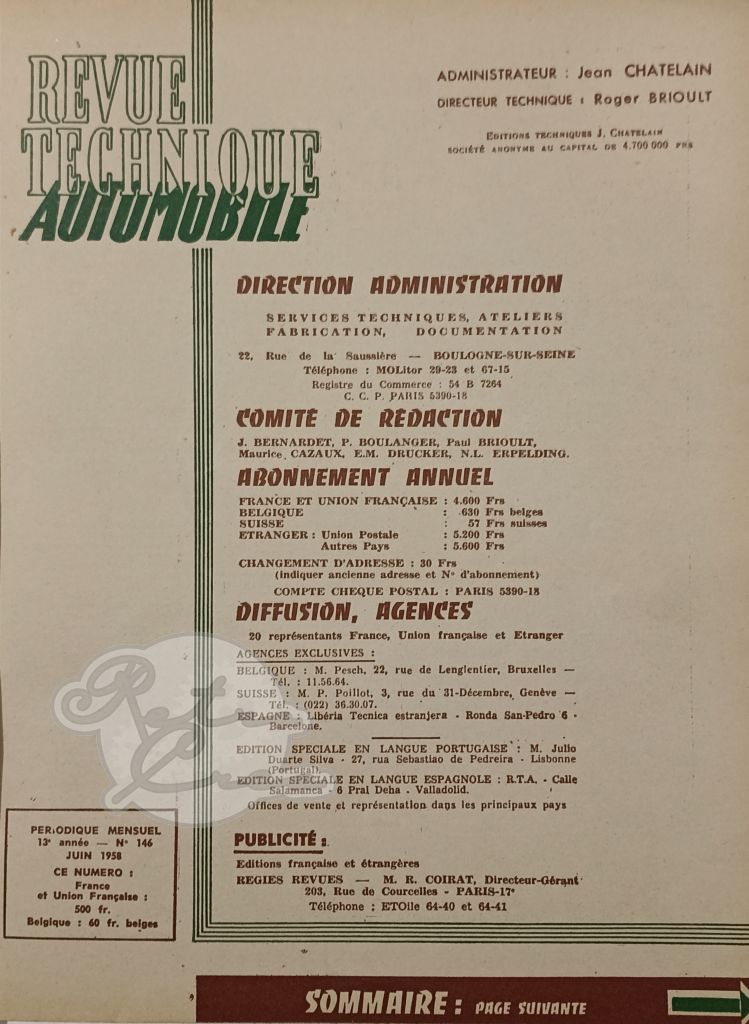 REVUE
TECHNIQUE
AUTOMOBILE
ADMINISTRATEUR : Jean CHATELAIN
DIRECTEUR TECHNIQUE : Roger BRIOULT
EDITIONS TECHNIQUES J. CHATELAIN
SOCIÉTÉ ANONYME AU CAPITAL DE 4.700 000 FRS
DIRECTION ADMINISTRATION
SERVICES TECHNIQUES, ATELIERS
FABRICATION, DOCUMENTATION
22, Rue de la Saussière — BOULOGNE-SUR-SEINE
Téléphone : MOLitor 29-23 et 67-15
Registre du Commerce : 54 B 7264
C. C. P. PARIS 5390-18
COMITÉ DE RÉDACTION
J. BERNARDET, P. BOULANGER, Paul BRIOULT,
Maurice CAZAUX, E.M. DRUCKER, N.L. ERPELDING.
ABONNEMENT ANNUEL
FRANCE ET UNION FRANÇAISE : 4.600 Frs
BELGIQUE : 630 Frs belges
SUISSE : 57 Frs suisses
ETRANGER : Union Postale : 5.200 Frs
Autres Pays : 5.600 Frs
CHANGEMENT D'ADRESSE : 30 Frs
(indiquer ancienne adresse et N° d'abonnement)
COMPTE CHEQUE POSTAL : PARIS 5390-18
DIFFUSION, AGENCES
20 représentants France, Union française et Etranger
AGENCES EXCLUSIVES :
BELGIQUE : M. Pesch, 22, rue de Lenglentier, Bruxelles —
Tél. : 11.56.64.
SUISSE : M. P. Poillot, 3, rue du 31-Décembre, Genève —
Tél. : (022) 36.30.07.
ESPAGNE : Libéria Tecnica estranjera - Ronda San-Pedro 6 -
Barcelone.
EDITION SPECIALE EN LANGUE PORTUGAISE : M. Julio
Duarte Silva - 27, rua Sebastiao de Pedreira - Lisbonne
(Portugal).
EDITION SPECIALE EN LANGUE ESPAGNOLE : R.T.A. - Calle
Salamanca - 6 Pral Deha - Valladolid.
Offices de vente et représentation dans les principaux pays
PUBLICITÉ :
Editions française et étrangères
REGIES REVUES — M. R. COIRAT, Directeur-Gérant
203, Rue de Courcelles - PARIS-17e
Téléphone : ETOile 64-40 et 64-41
PERIODIQUE MENSUEL
13e année — N° 146
JUIN 1958
CE NUMERO :
France
et Union Française :
500 fr.
Belgique : 60 fr. belges
SOMMAIRE : PAGE SUIVANTE
Retro